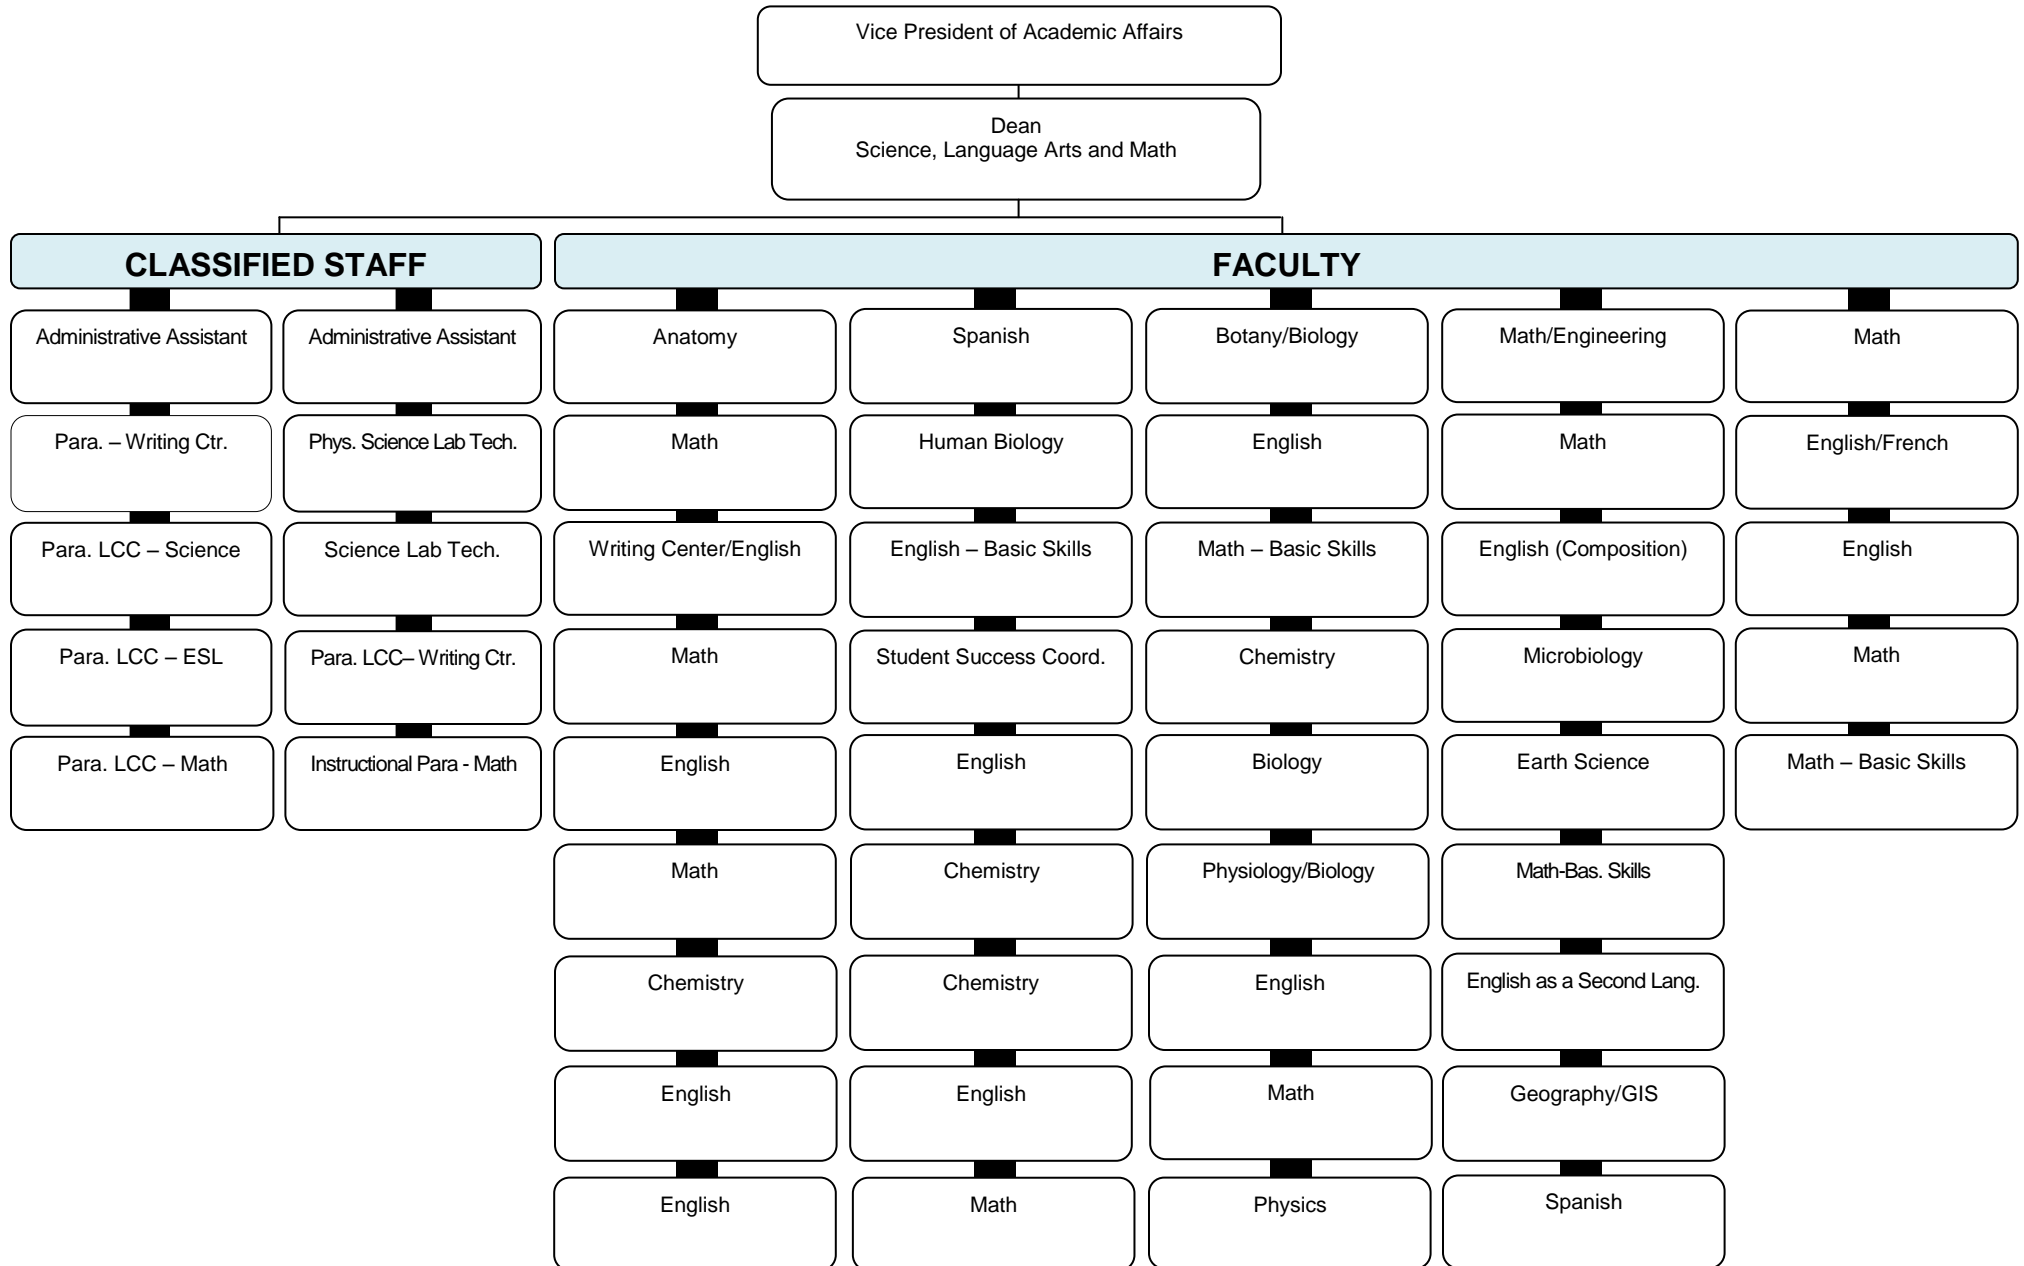 Vice President of Academic Affairs
Dean
Science, Language Arts and Math
CLASSIFIED STAFF
FACULTY
Administrative Assistant
Administrative Assistant
Anatomy
Spanish
Botany/Biology
Math/Engineering
Math
Para. – Writing Ctr.
Phys. Science Lab Tech.
Math
Human Biology
English
Math
English/French
Para. LCC – Science
Science Lab Tech.
Writing Center/English
English – Basic Skills
Math – Basic Skills
English (Composition)
English
Para. LCC – ESL
Para. LCC– Writing Ctr.
Math
Student Success Coord.
Chemistry
Microbiology
Math
Para. LCC – Math
Instructional Para - Math
English
English
Biology
Earth Science
Math – Basic Skills
Math
Chemistry
Physiology/Biology
Math-Bas. Skills
Chemistry
Chemistry
English
English as a Second Lang.
English
English
Math
Geography/GIS
English
Math
Physics
Spanish